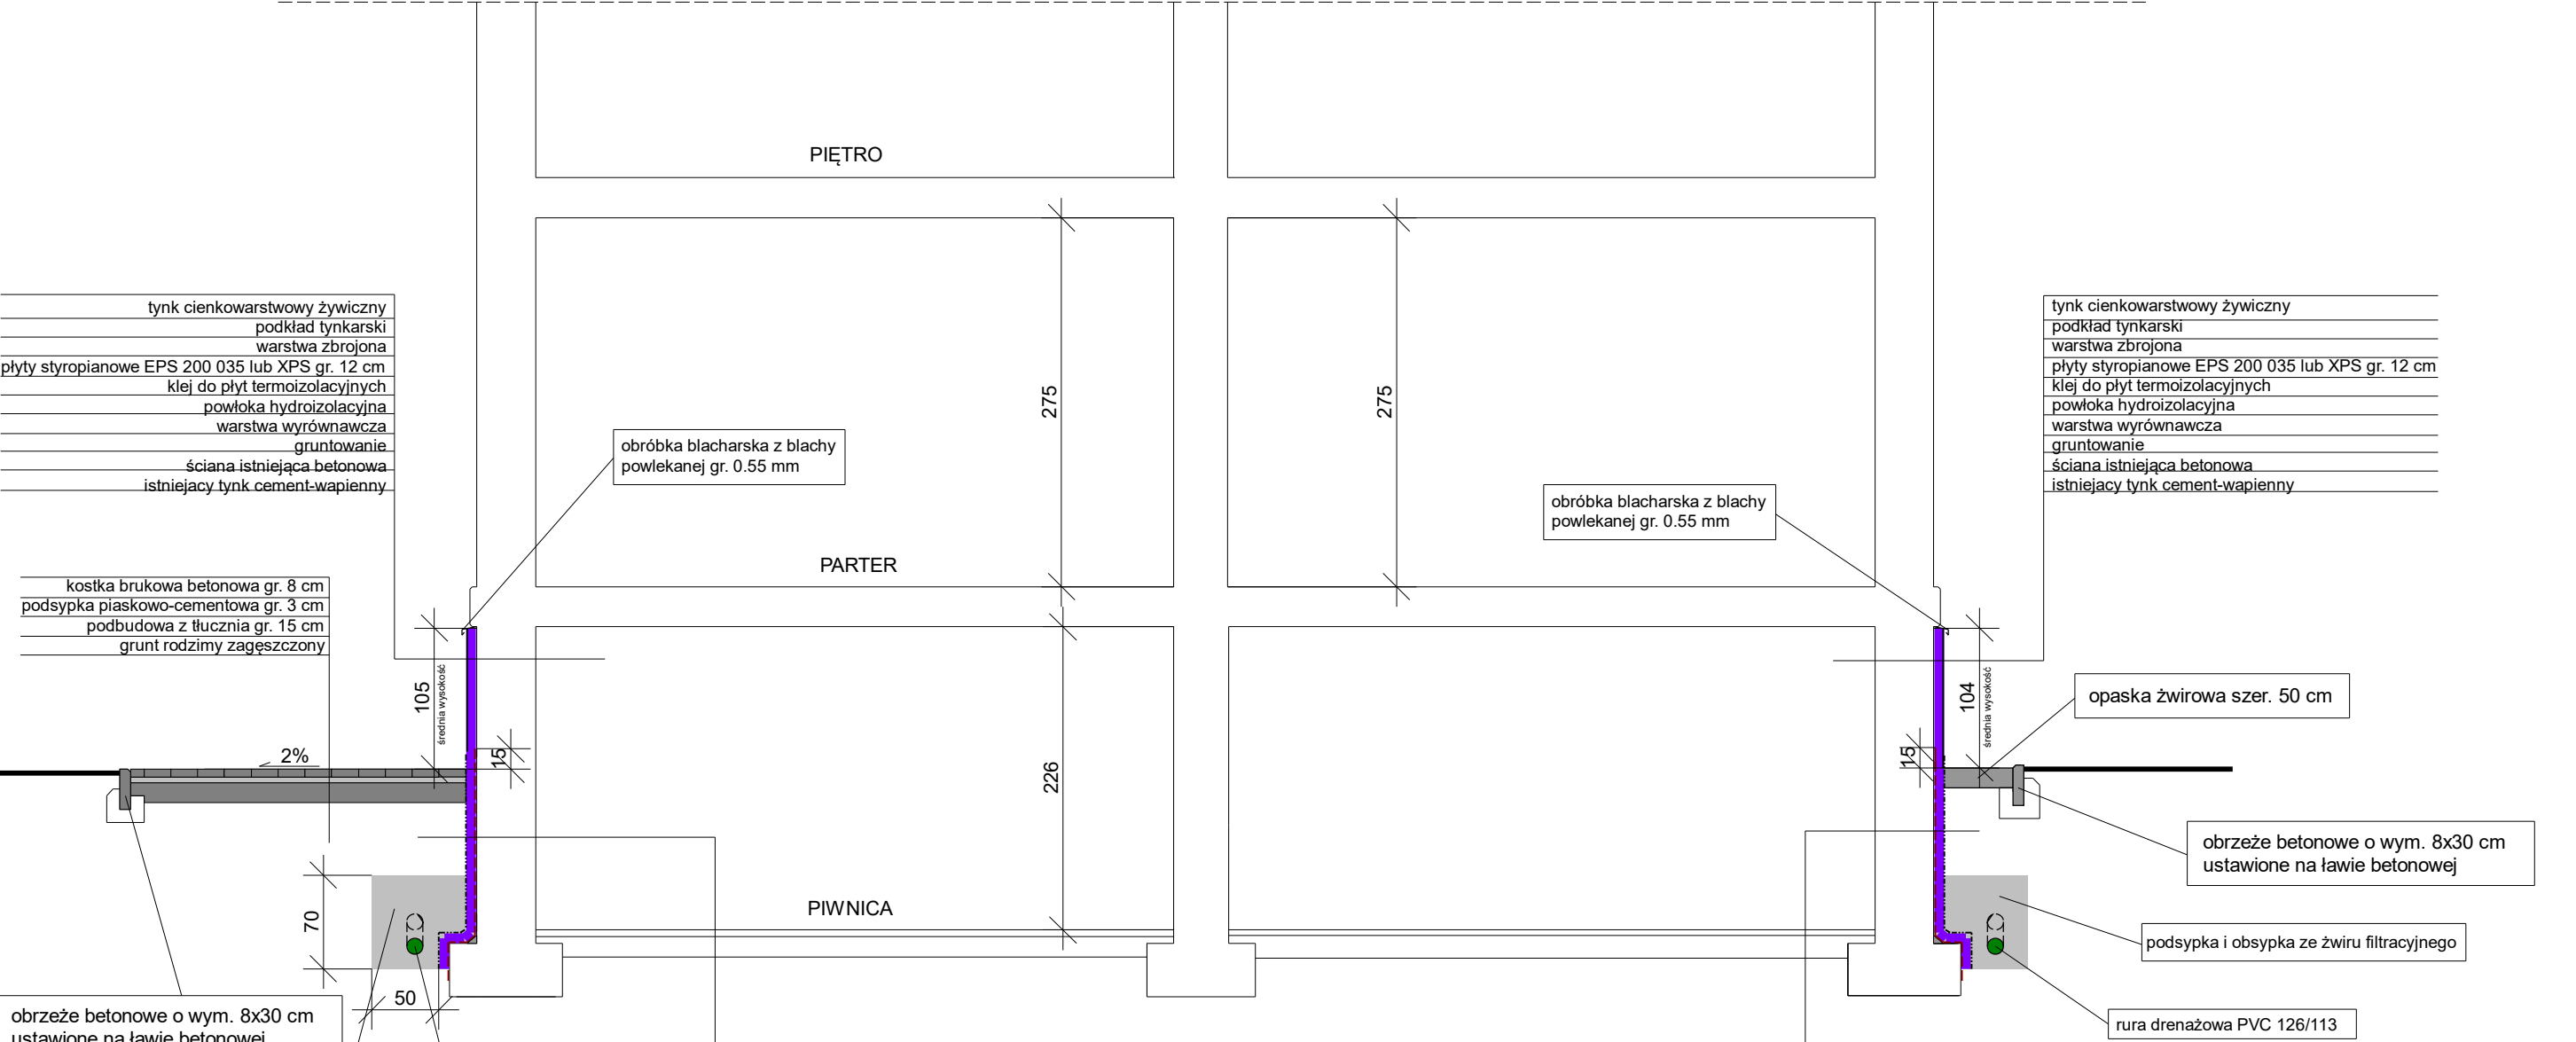 PIĘTRO
tynk cienkowarstwowy żywiczny
podkład tynkarski
warstwa zbrojona
płyty styropianowe EPS 200 035 lub XPS gr. 12 cm
klej do płyt termoizolacyjnych
powłoka hydroizolacyjna
warstwa wyrównawcza
gruntowanie
ściana istniejąca betonowa
istniejacy tynk cement-wapienny
275
275
tynk cienkowarstwowy żywiczny
podkład tynkarski
warstwa zbrojona
płyty styropianowe EPS 200 035 lub XPS gr. 12 cm
klej do płyt termoizolacyjnych
powłoka hydroizolacyjna
warstwa wyrównawcza
gruntowanie
ściana istniejąca betonowa
istniejacy tynk cement-wapienny
obróbka blacharska z blachy
powlekanej gr. 0.55 mm
obróbka blacharska z blachy
powlekanej gr. 0.55 mm
PARTER
kostka brukowa betonowa gr. 8 cm
podsypka piaskowo-cementowa gr. 3 cm
podbudowa z tłucznia gr. 15 cm
grunt rodzimy zagęszczony
105
średnia wysokość
15
2%
226
104
średnia wysokość
15
opaska żwirowa szer. 50 cm
obrzeże betonowe o wym. 8x30 cm
ustawione na ławie betonowej
70
PIWNICA
podsypka i obsypka ze żwiru filtracyjnego
50
obrzeże betonowe o wym. 8x30 cm
ustawione na ławie betonowej
rura drenażowa PVC 126/113